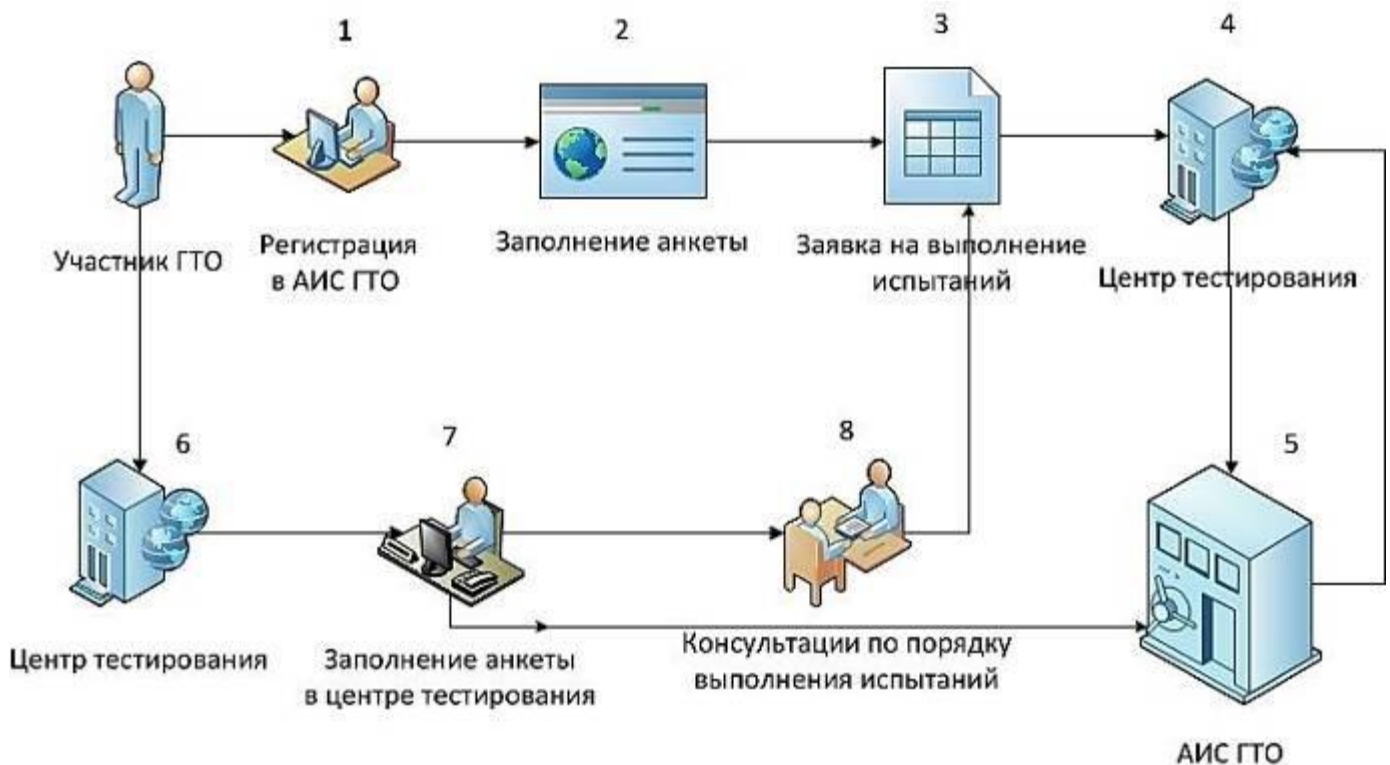 1
2
3
4
Участник ГТО
Регистрация
в АИС ГТО
Заполнение анкеты
Заявка на выполнение
испытаний
Центр тестирования
6
7
8
5
Центр тестирования
Заполнение анкеты
в центре тестирования
Консультации по порядку
выполнения испытаний
АИС ГТО